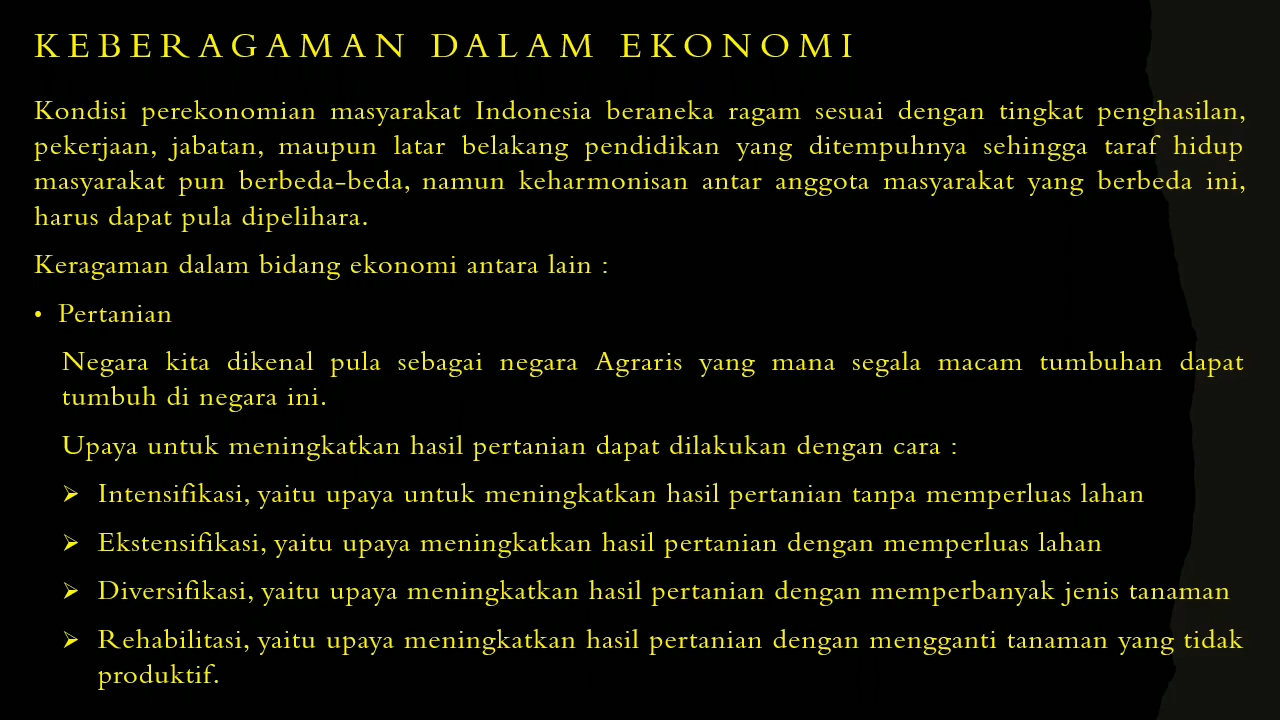 KEBERAGAMAN DALAM EKONOMI
Kondisi perekonomian masyarakat Indonesia beraneka ragam sesuai dengan tingkat penghasilan,
pekerjaan, jabatan, maupun latar belakang pendidikan yang ditempuhnya sehingga taraf hidup
masyarakat pun berbeda-beda, namun keharmonisan antar anggota masyarakat yang berbeda ini,
harus dapat pula dipelihara.
Keragaman dalam bidang ekonomi antara lain :
• Pertanian
Negara kita dikenal pula sebagai negara Agraris yang mana segala macam tumbuhan dapat
tumbuh di negara ini.
Upaya untuk meningkatkan hasil pertanian dapat dilakukan dengan cara :
➢ Intensifikasi, yaitu upaya untuk meningkatkan hasil pertanian tanpa memperluas lahan
➢ Ekstensifikasi, yaitu upaya meningkatkan hasil pertanian dengan memperluas lahan
➢ Diversifikasi, yaitu upaya meningkatkan hasil pertanian dengan memperbanyak jenis tanaman
➢ Rehabilitasi, yaitu upaya meningkatkan hasil pertanian dengan mengganti tanaman yang tidak
produktif.